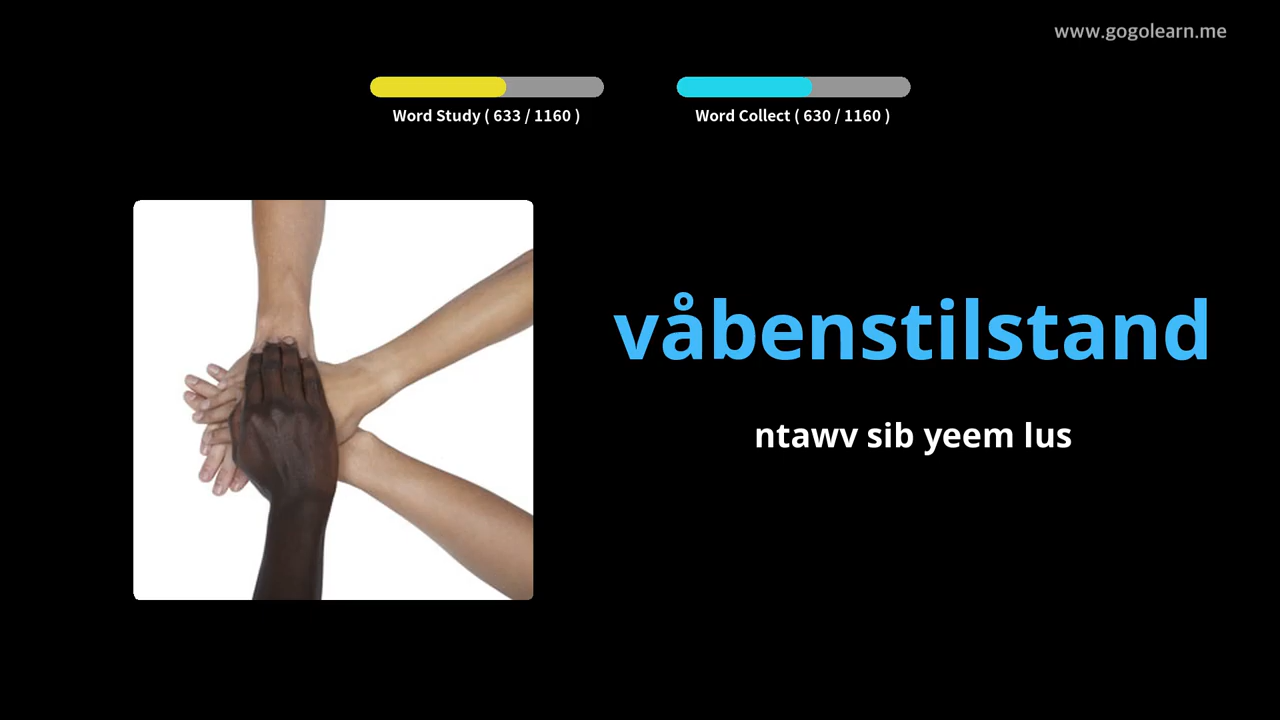 www.gogolearn.me
Word Study ( 633 / 1160 )
Word Collect ( 630 / 1160 )
våbenstilstand
ntawv sib yeem lus